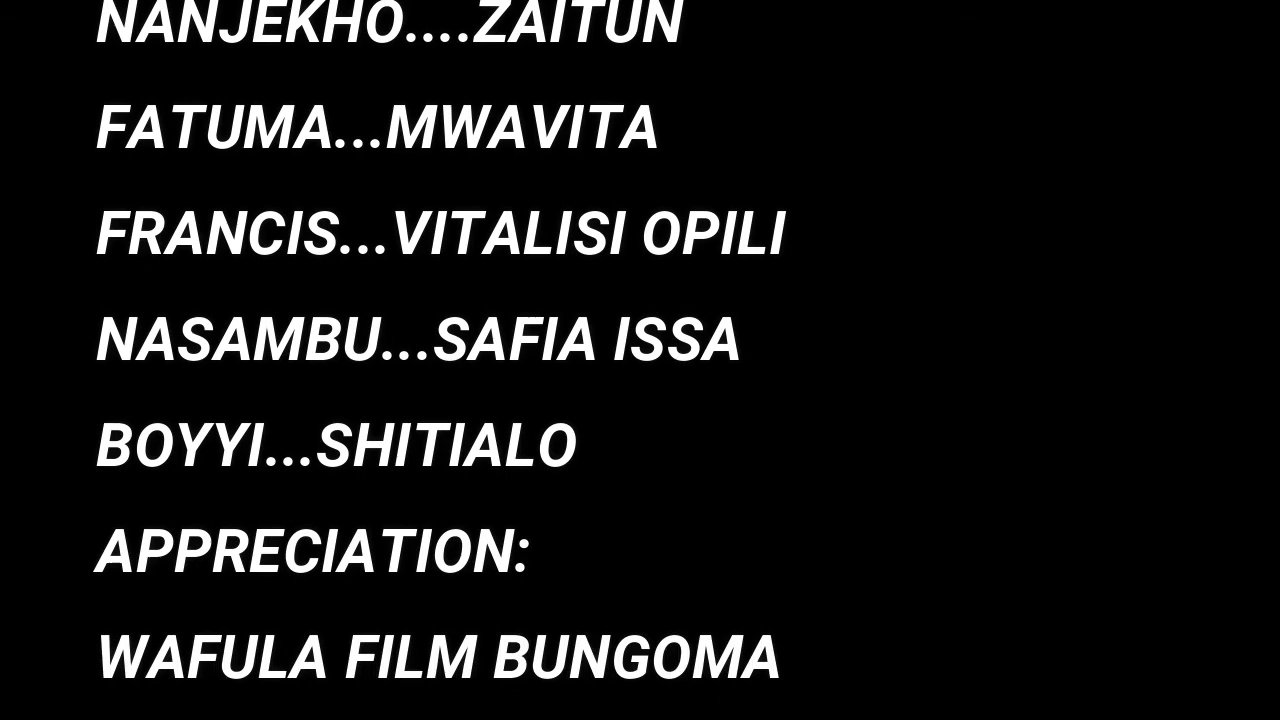 NANJEKHO....ZAITUN
FATUMA...MWAVITA
FRANCIS...VITALISI OPILI
NASAMBU...SAFIA ISSA
BOYYI...SHITIALO
APPRECIATION:
WAFULA FILM BUNGOMA